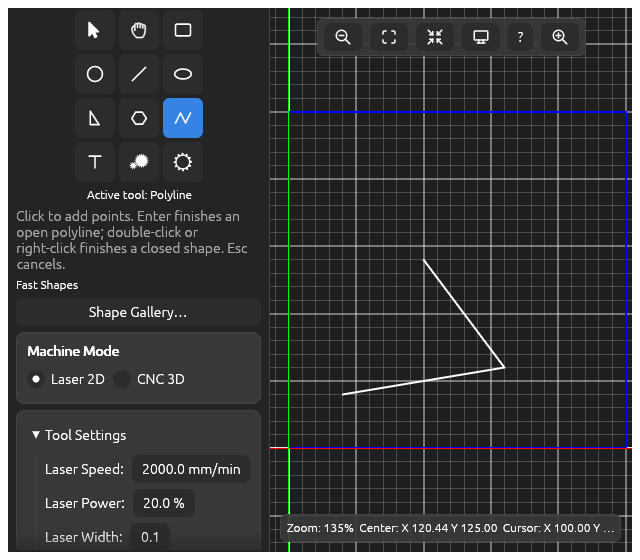 ?
T
Active tool: Polyline
Click to add points. Enter finishes an
open polyline; double-click or
right-click finishes a closed shape. Esc
cancels.
Fast Shapes
Shape Gallery...
Machine Mode
Laser 2D
CNC 3D
Tool Settings
Laser Speed: 2000.0 mm/min
Laser Power: 20.0 %
Laser Width: 0.1
Zoom: 135% Center: X 120.44 Y 125.00 Cursor: X 100.00 Y ...